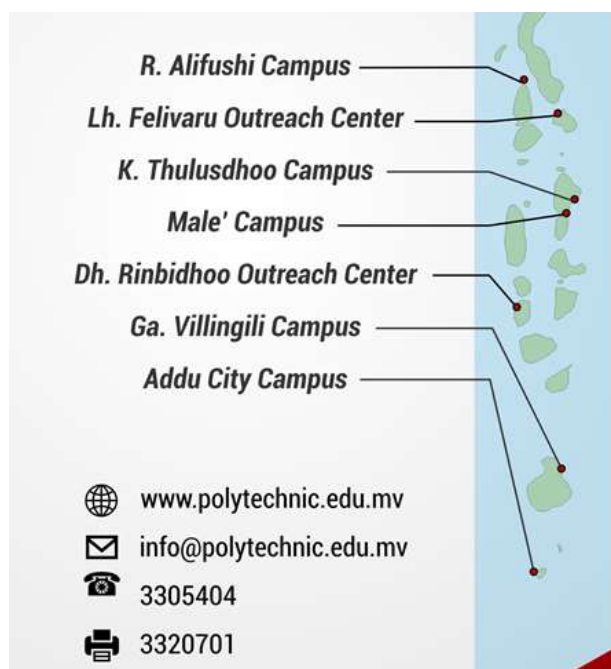 R. Alifushi Campus
Lh. Felivaru Outreach Center
K. Thulusdhoo Campus
Male' Campus
Dh. Rinbidhoo Outreach Center
Ga. Villingili Campus
Addu City Campus
www.polytechnic.edu.mv
info@polytechnic.edu.mv
3305404
3320701